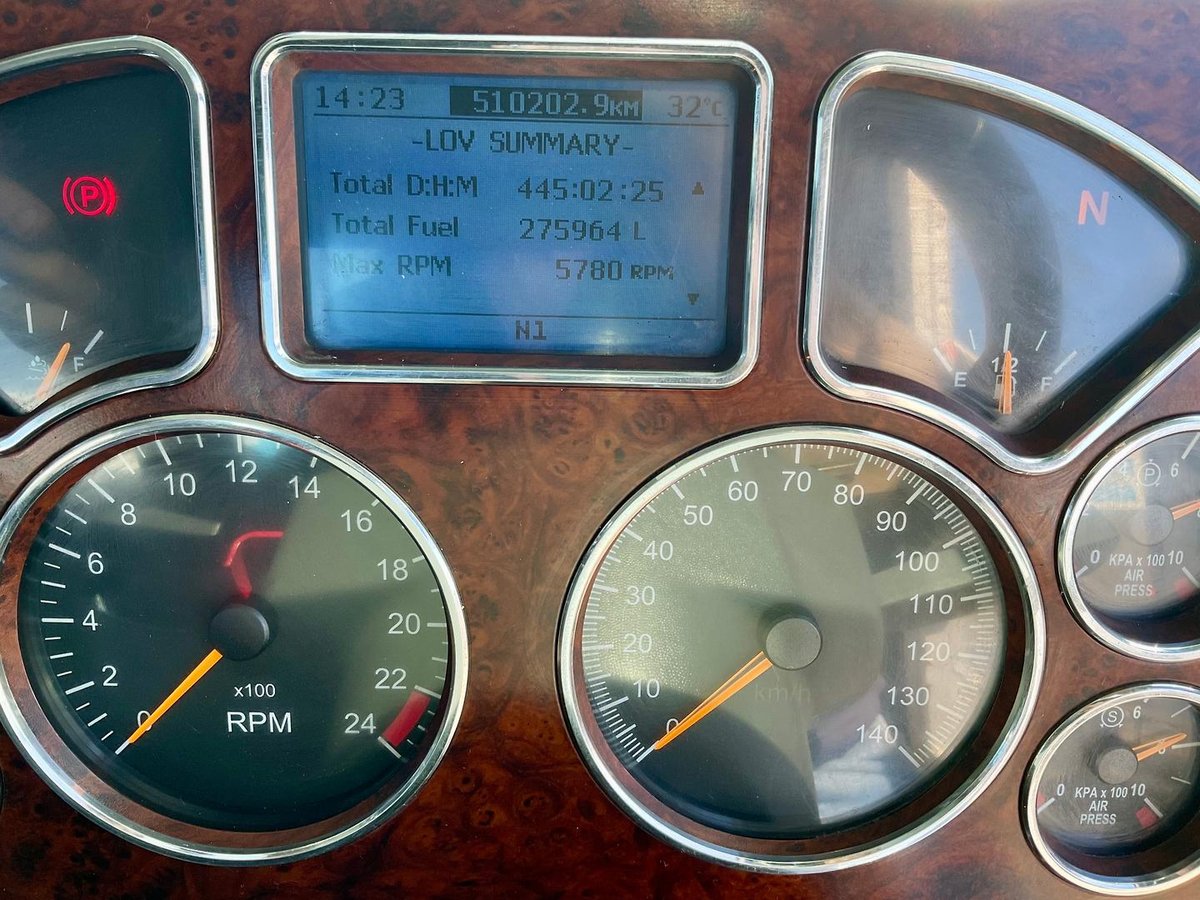 14:23 510202.9KM 32°C
-LOV SUMMARY-
Total D:H:M 445:02:25
Total Fuel 275964 L
Max RPM 5780 RPM
N1
P
F
N
E 1/2 F
0 2 4 6 8 10 12 14 16 18 20 22 24
x100
RPM
0 10 20 30 40 50 60 70 80 90 100 110 120 130 140
km/h
P
0 4 6 10
KPA x 100
AIR
PRESS
S
0 6 8 10
KPA x 100
AIR
PRESS